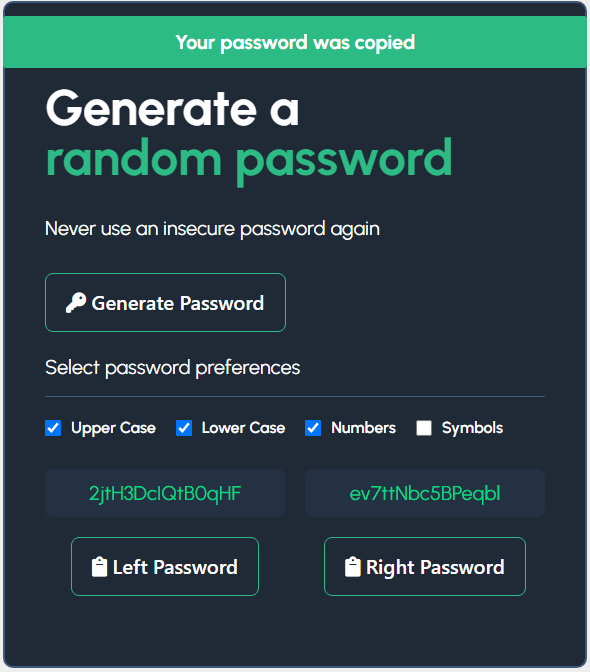 Your password was copied
Generate a
random password
Never use an insecure password again
Generate Password
Select password preferences
Upper Case Lower Case Numbers Symbols
2jtH3DclQtB0qHF ev7ttNbc5BPeqbl
Left Password Right Password